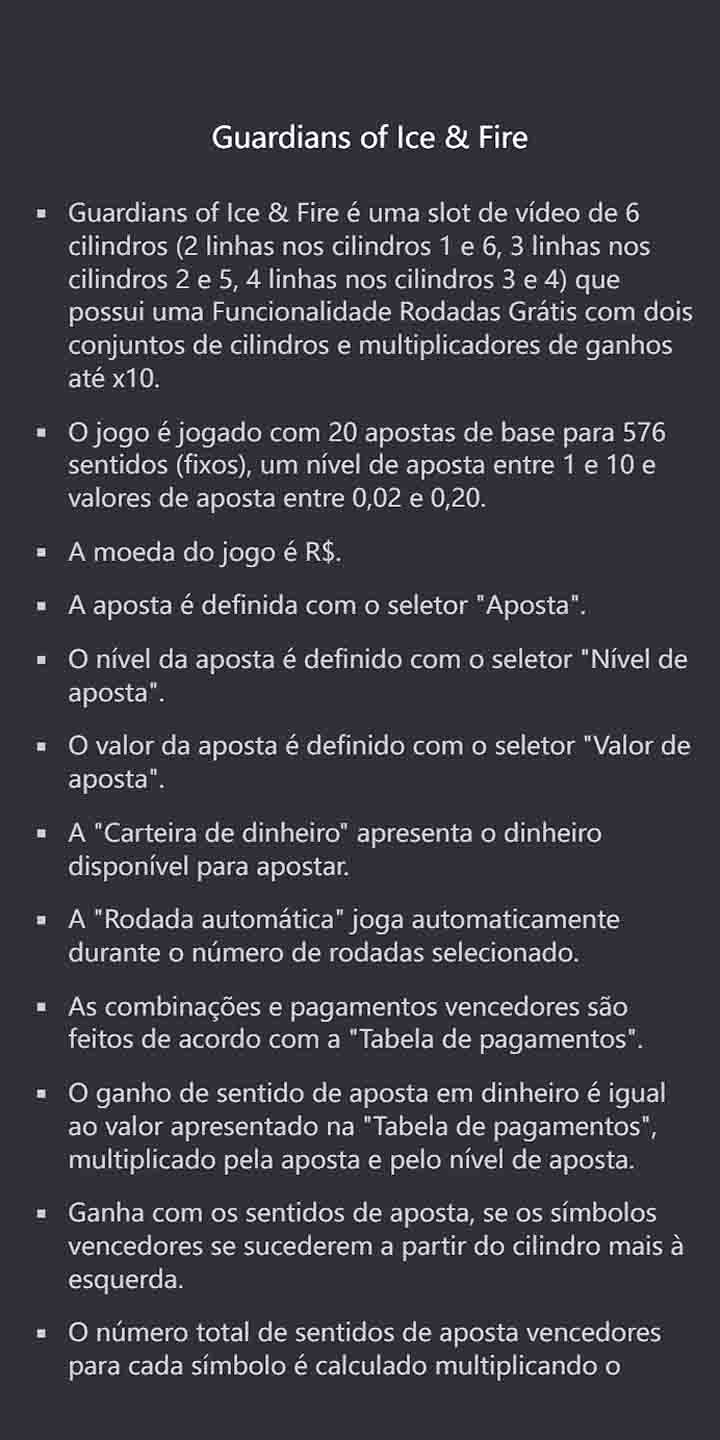 Guardians of Ice & Fire
▪ Guardians of Ice & Fire é uma slot de vídeo de 6
cilindros (2 linhas nos cilindros 1 e 6, 3 linhas nos
cilindros 2 e 5, 4 linhas nos cilindros 3 e 4) que
possui uma Funcionalidade Rodadas Grátis com dois
conjuntos de cilindros e multiplicadores de ganhos
até x10.
▪ O jogo é jogado com 20 apostas de base para 576
sentidos (fixos), um nível de aposta entre 1 e 10 e
valores de aposta entre 0,02 e 0,20.
▪ A moeda do jogo é R$.
▪ A aposta é definida com o seletor "Aposta".
▪ O nível da aposta é definido com o seletor "Nível de
aposta".
▪ O valor da aposta é definido com o seletor "Valor de
aposta".
▪ A "Carteira de dinheiro" apresenta o dinheiro
disponível para apostar.
▪ A "Rodada automática" joga automaticamente
durante o número de rodadas selecionado.
▪ As combinações e pagamentos vencedores são
feitos de acordo com a "Tabela de pagamentos".
▪ O ganho de sentido de aposta em dinheiro é igual
ao valor apresentado na "Tabela de pagamentos",
multiplicado pela aposta e pelo nível de aposta.
▪ Ganha com os sentidos de aposta, se os símbolos
vencedores se sucederem a partir do cilindro mais à
esquerda.
▪ O número total de sentidos de aposta vencedores
para cada símbolo é calculado multiplicando o